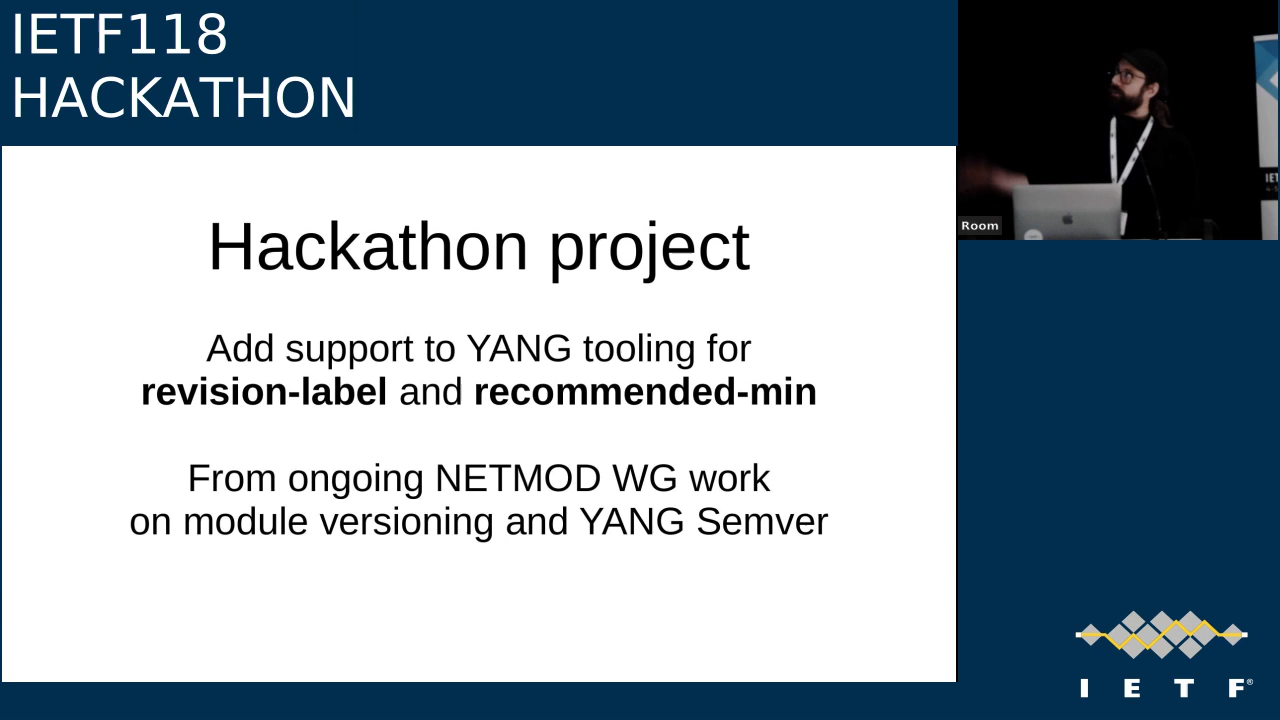 IETF118
HACKATHON
Hackathon project
Add support to YANG tooling for
revision-label and recommended-min
From ongoing NETMOD WG work
on module versioning and YANG Semver
Room
IET
I E T F®